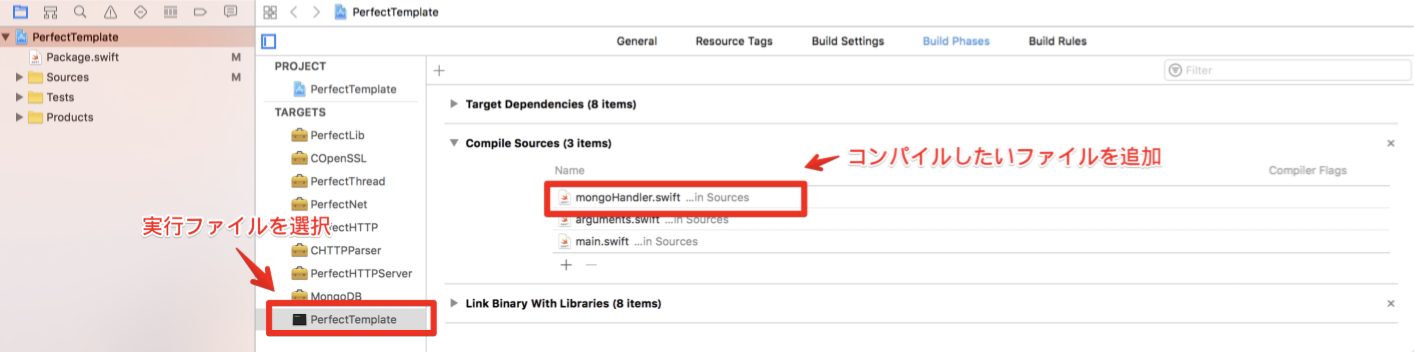 PerfectTemplate
PerfectTemplate
Package.swift M
Sources M
Tests
Products
General Resource Tags Build Settings Build Phases Build Rules
PROJECT
PerfectTemplate
TARGETS
PerfectLib
COpenSSL
PerfectThread
PerfectNet
erfectHTTP
CHTTPParser
PerfectHTTPServer
MongoDB
PerfectTemplate
実行ファイルを選択
Filter
Target Dependencies (8 items)
Compile Sources (3 items)
コンパイルしたいファイルを追加
Name Compiler Flags
mongoHandler.swift ...in Sources
arguments.swift ...in Sources
main.swift ...in Sources
Link Binary With Libraries (8 items)